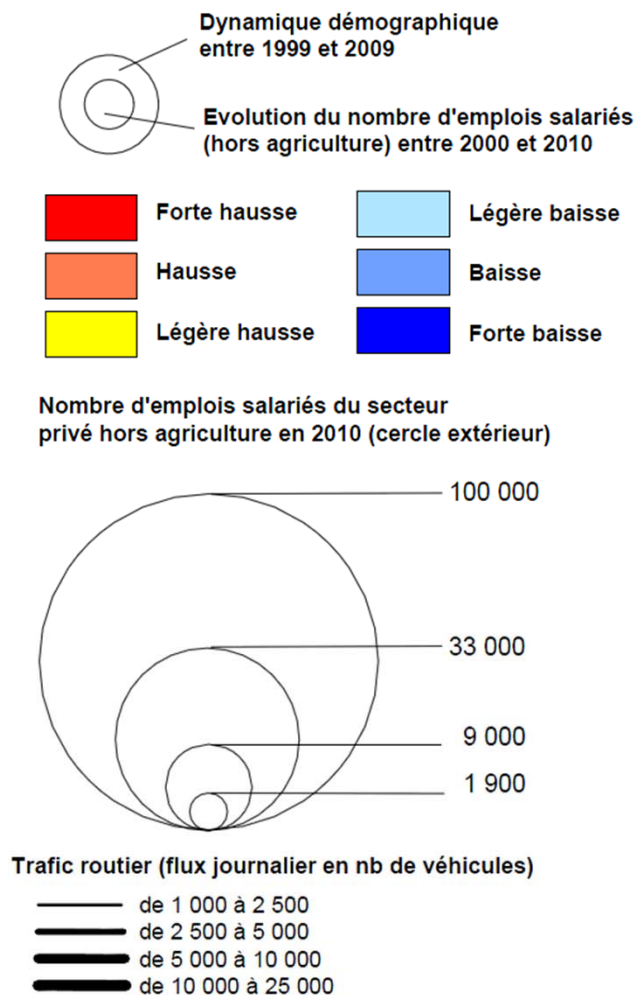 Dynamique démographique
entre 1999 et 2009
Evolution du nombre d'emplois salariés
(hors agriculture) entre 2000 et 2010
Forte hausse
Légère baisse
Hausse
Baisse
Légère hausse
Forte baisse
Nombre d'emplois salariés du secteur
privé hors agriculture en 2010 (cercle extérieur)
100 000
33 000
9 000
1 900
Trafic routier (flux journalier en nb de véhicules)
de 1 000 à 2 500
de 2 500 à 5 000
de 5 000 à 10 000
de 10 000 à 25 000